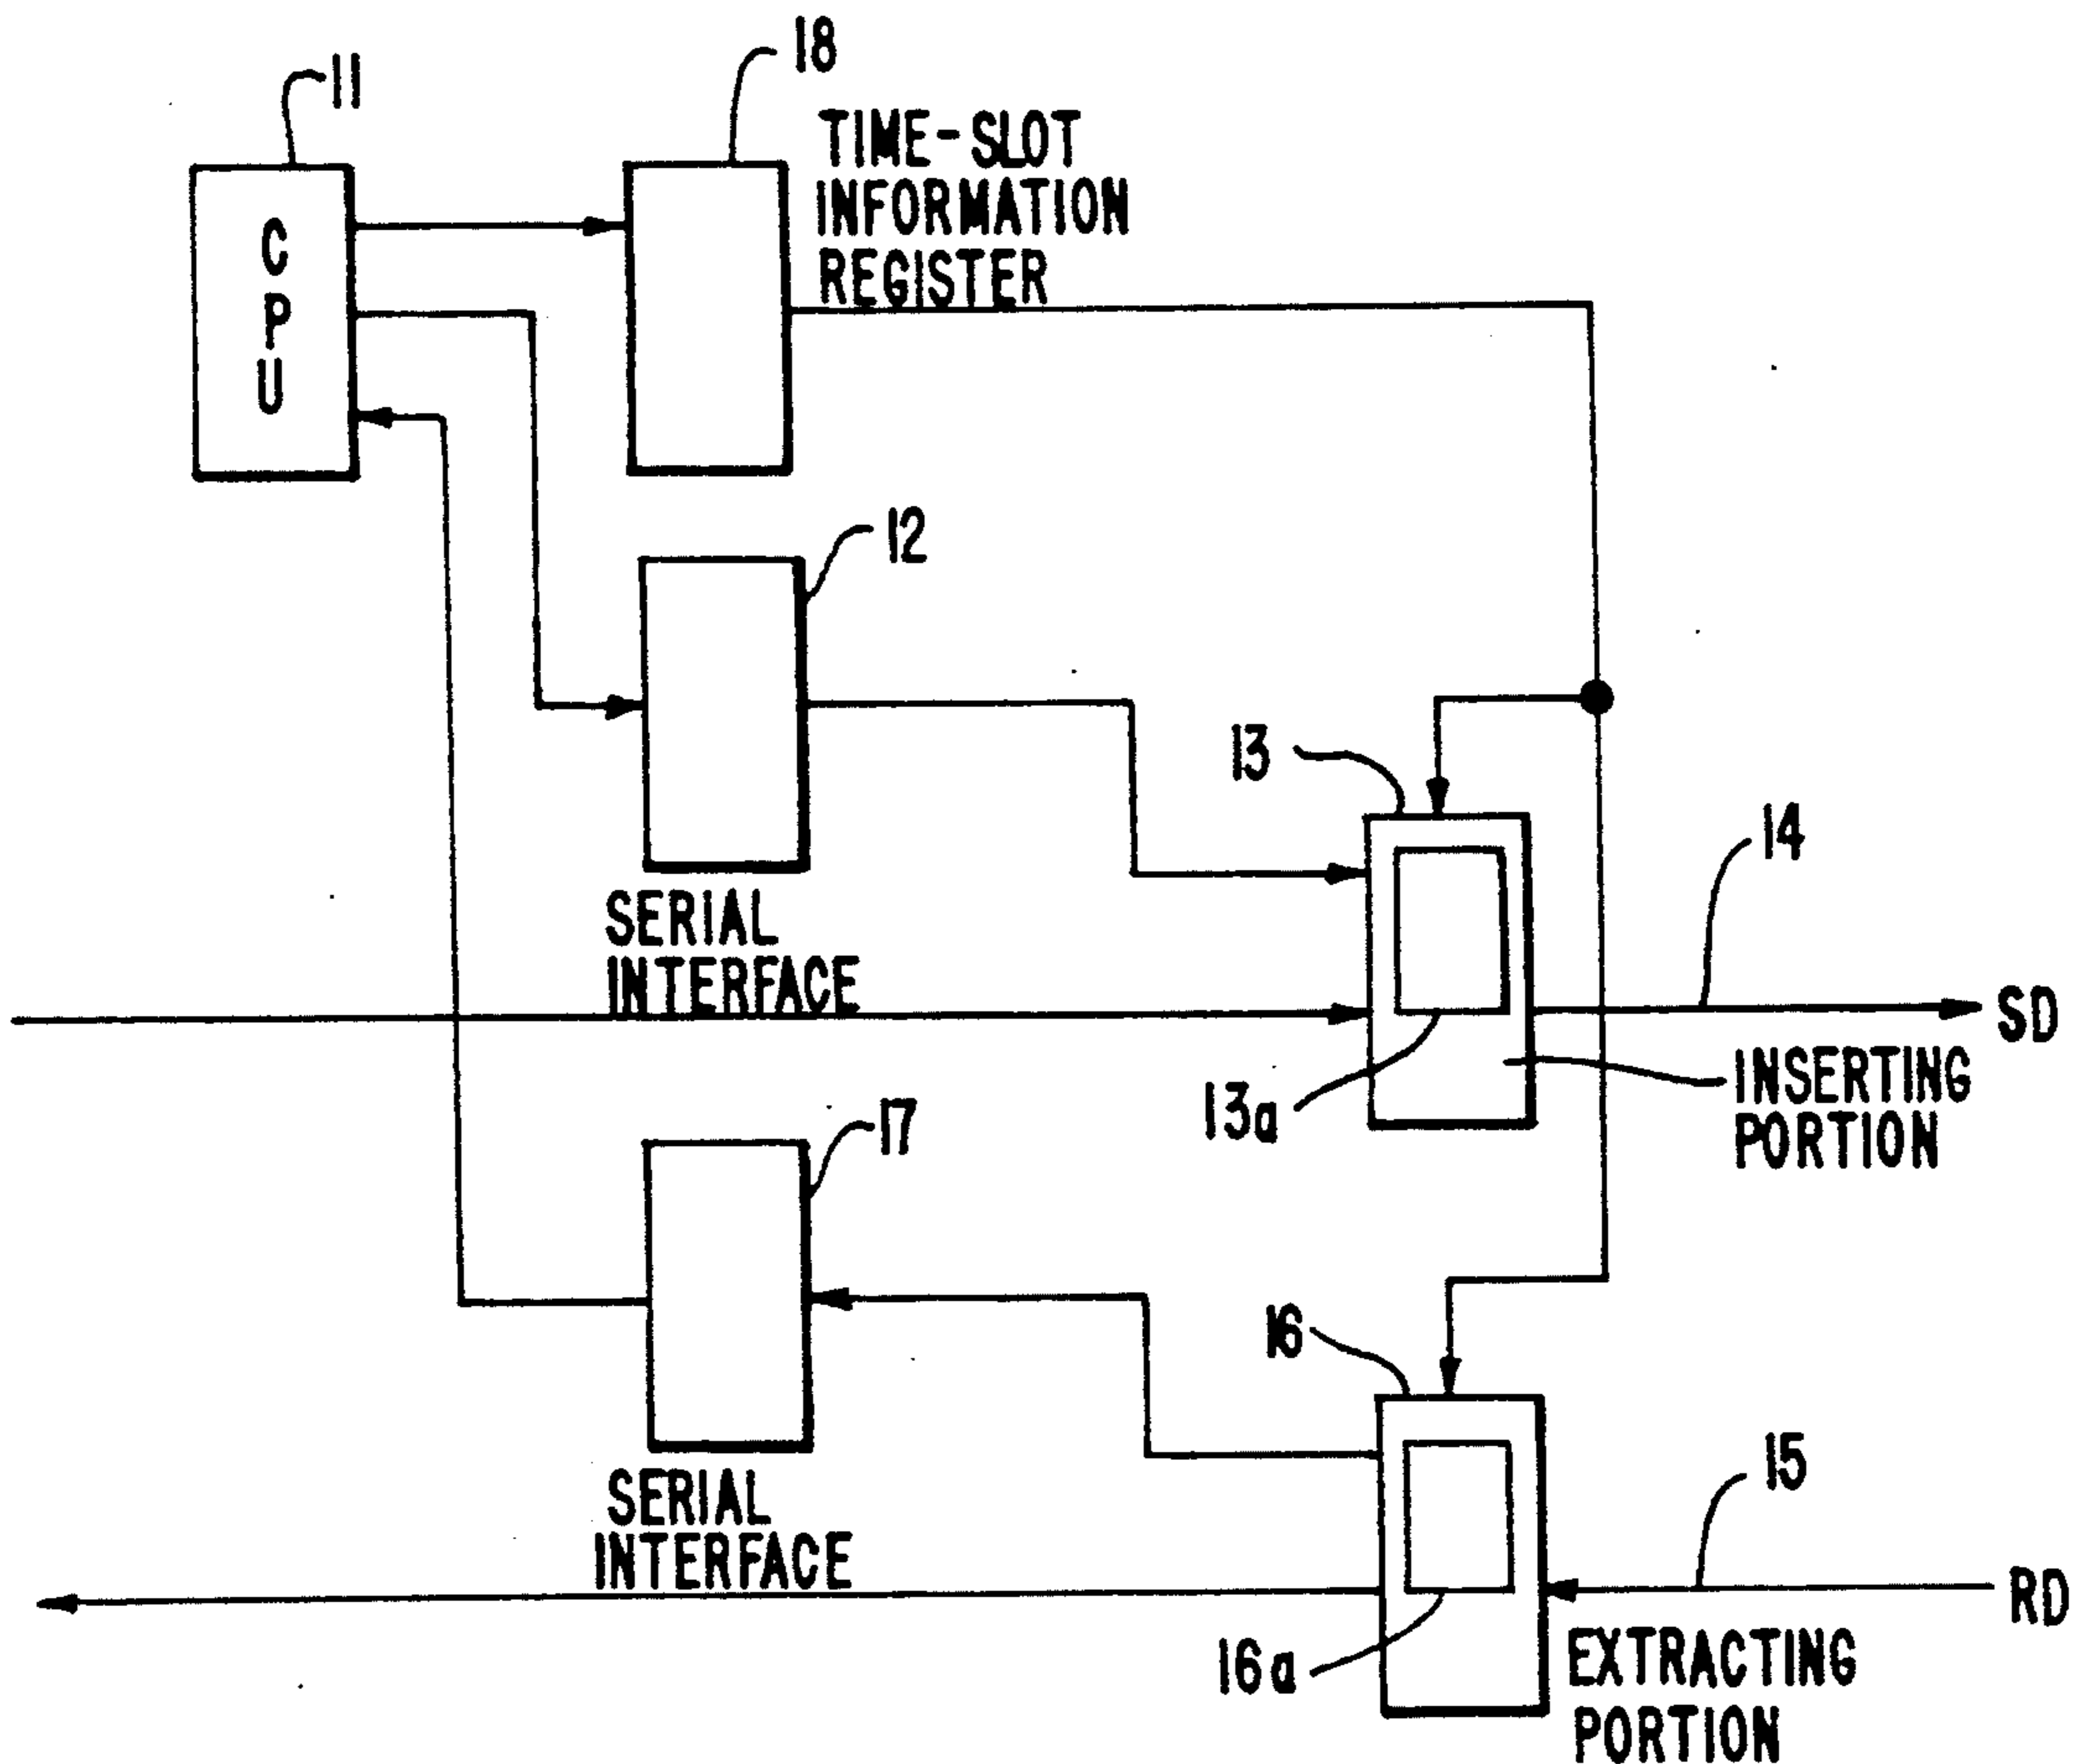 18
11
TIME-SLOT
INFORMATION
REGISTER
C
P
U
12
13
14
SERIAL
INTERFACE
SD
INSERTING
PORTION
13a
17
16
15
SERIAL
INTERFACE
RD
16a
EXTRACTING
PORTION